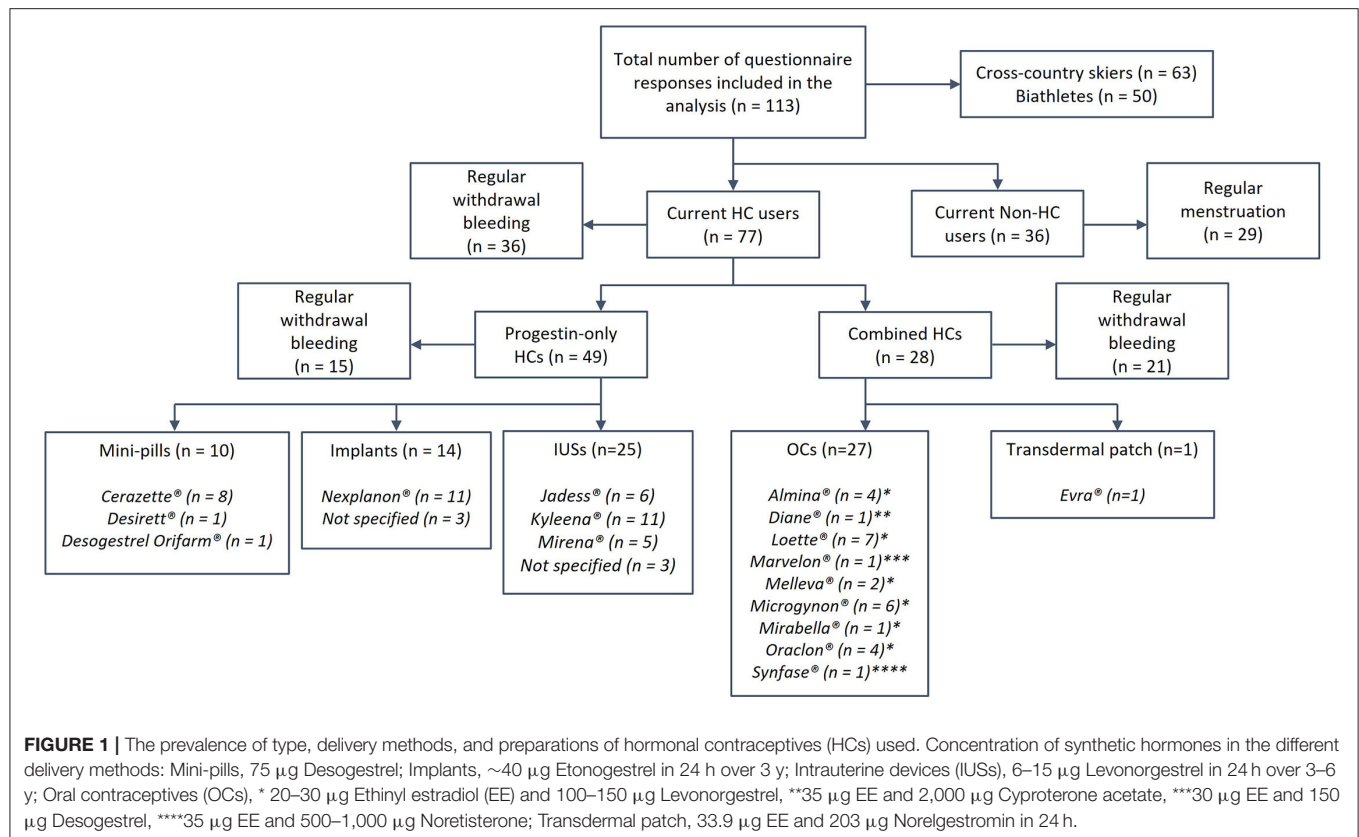 Total number of questionnaire
responses included in the
analysis
(n = 113)
Cross-country skiers (n = 63)
Biathletes (n = 50)
Regular
withdrawal
bleeding
(n = 36)
Current HC users
(n = 77)
Current Non-HC
users (n = 36)
Regular
menstruation
(n = 29)
Regular
withdrawal
bleeding
(n = 15)
Progestin-only
HCs (n = 49)
Combined HCs
(n = 28)
Regular
withdrawal
bleeding
(n = 21)
Mini-pills (n = 10)
Cerazette® (n = 8)
Desirett® (n = 1)
Desogestrel Orifarm® (n = 1)
Implants (n = 14)
Nexplanon® (n = 11)
Not specified (n = 3)
IUSs (n=25)
Jadess® (n = 6)
Kyleena® (n = 11)
Mirena® (n = 5)
Not specified (n = 3)
OCs (n=27)
Almina® (n = 4)*
Diane® (n = 1)**
Loette® (n = 7)*
Marvelon® (n = 1)***
Melleva® (n = 2)*
Microgynon® (n = 6)*
Mirabella® (n = 1)*
Oraclon® (n = 4)*
Synfase® (n = 1)****
Transdermal patch (n=1)
Evra® (n=1)
FIGURE 1 | The prevalence of type, delivery methods, and preparations of hormonal contraceptives (HCs) used. Concentration of synthetic hormones in the different
delivery methods: Mini-pills, 75 μg Desogestrel; Implants, ~40 μg Etonogestrel in 24 h over 3 y; Intrauterine devices (IUSs), 6–15 μg Levonorgestrel in 24 h over 3–6
y; Oral contraceptives (OCs), * 20–30 μg Ethinyl estradiol (EE) and 100–150 μg Levonorgestrel, **35 μg EE and 2,000 μg Cyproterone acetate, ***30 μg EE and 150
μg Desogestrel, ****35 μg EE and 500–1,000 μg Noretisterone; Transdermal patch, 33.9 μg EE and 203 μg Norelgestromin in 24 h.